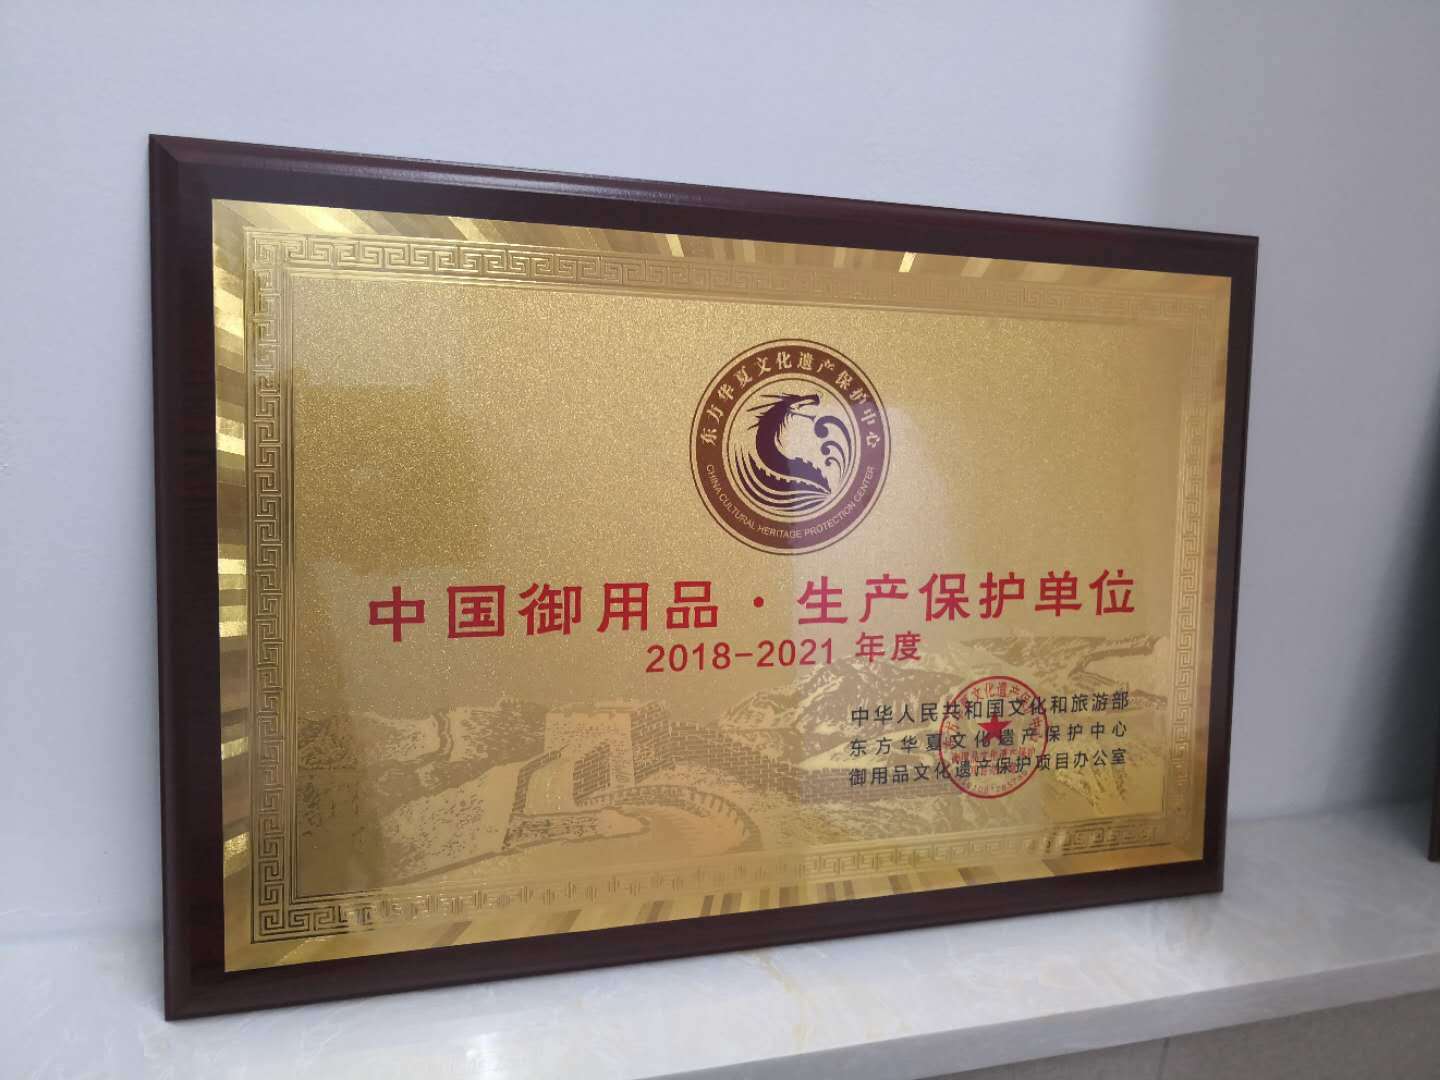 东方华夏文化遗产保护中心
CHINA CULTURAL HERITAGE PROTECTION CENTER
中国御用品·生产保护单位
2018-2021 年度
中华人民共和国文化和旅游部
东方华夏文化遗产保护中心
御用品文化遗产保护项目办公室